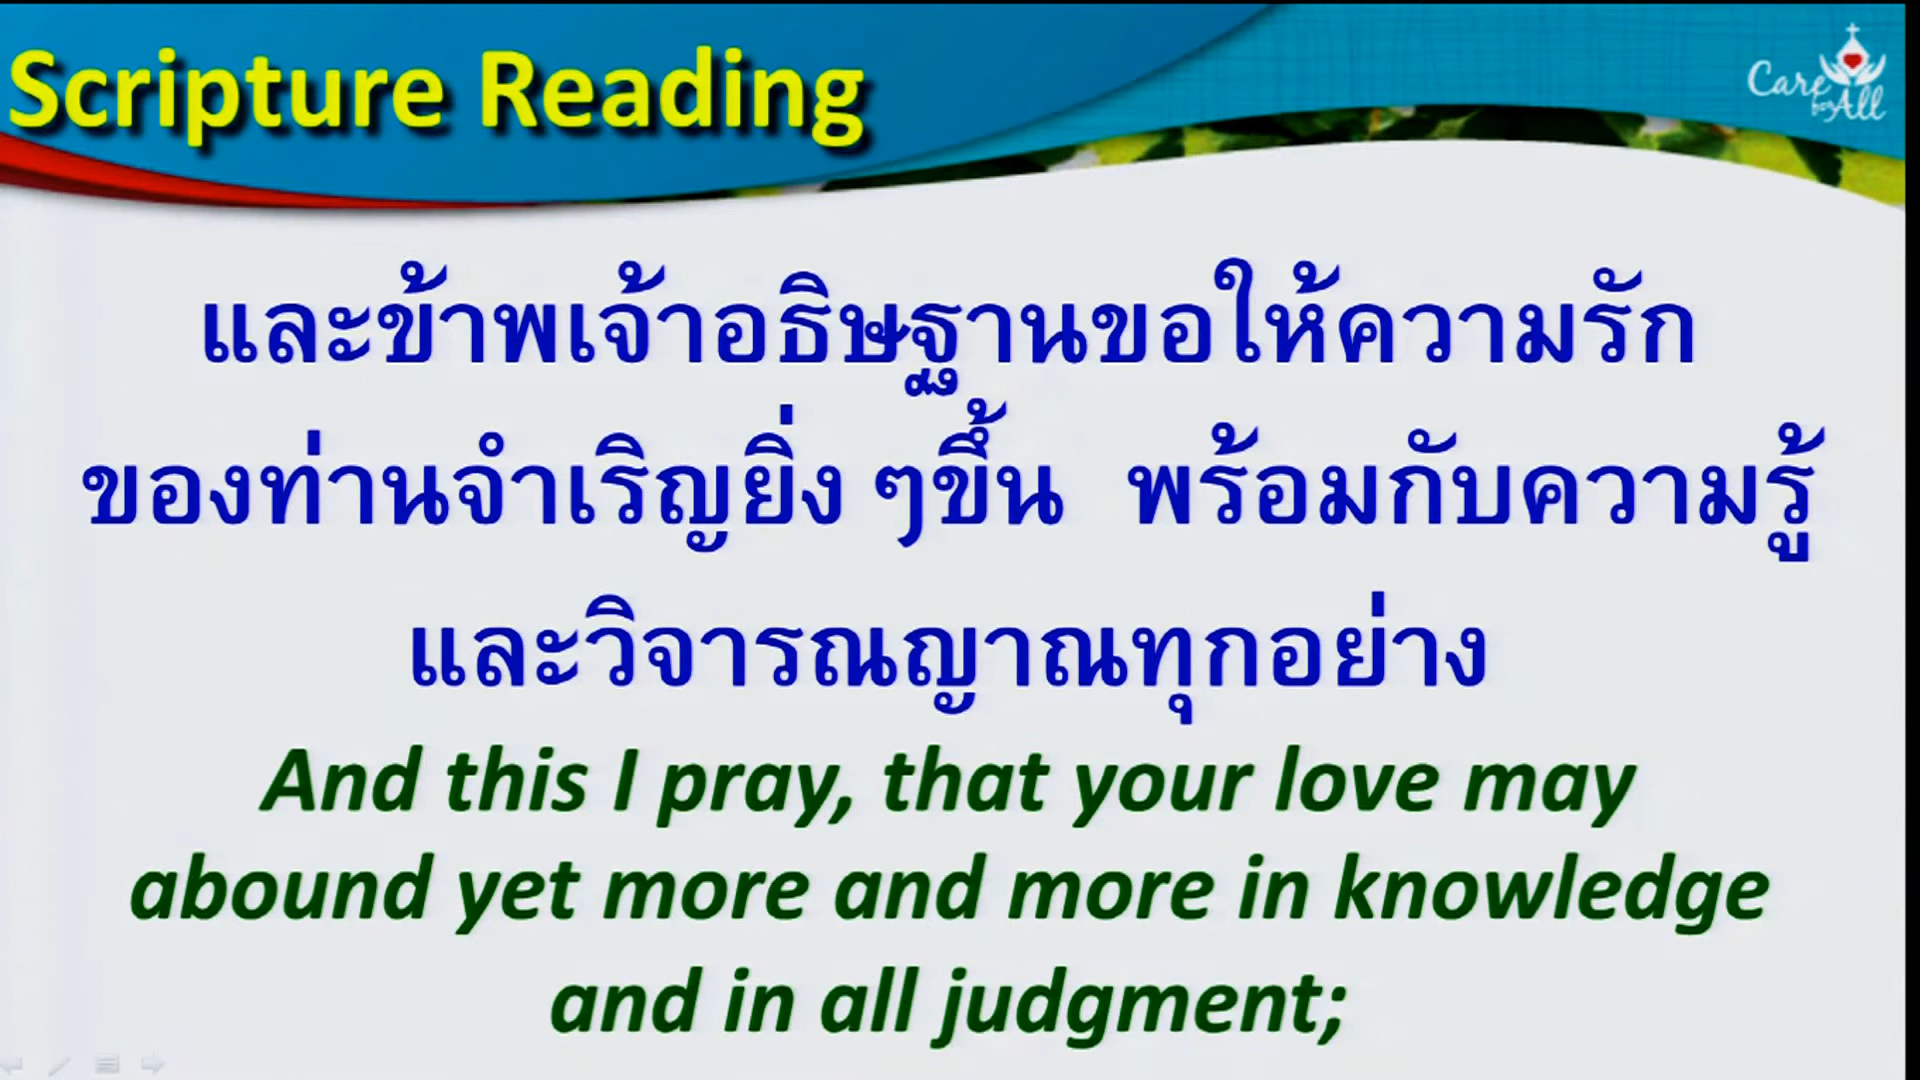 Scripture Reading
Care
for All
และข้าพเจ้าอธิษฐานขอให้ความรัก
ของท่านจำเริญยิ่ง ๆขึ้น  พร้อมกับความรู้
และวิจารณญาณทุกอย่าง
And this I pray, that your love may
abound yet more and more in knowledge
and in all judgment;